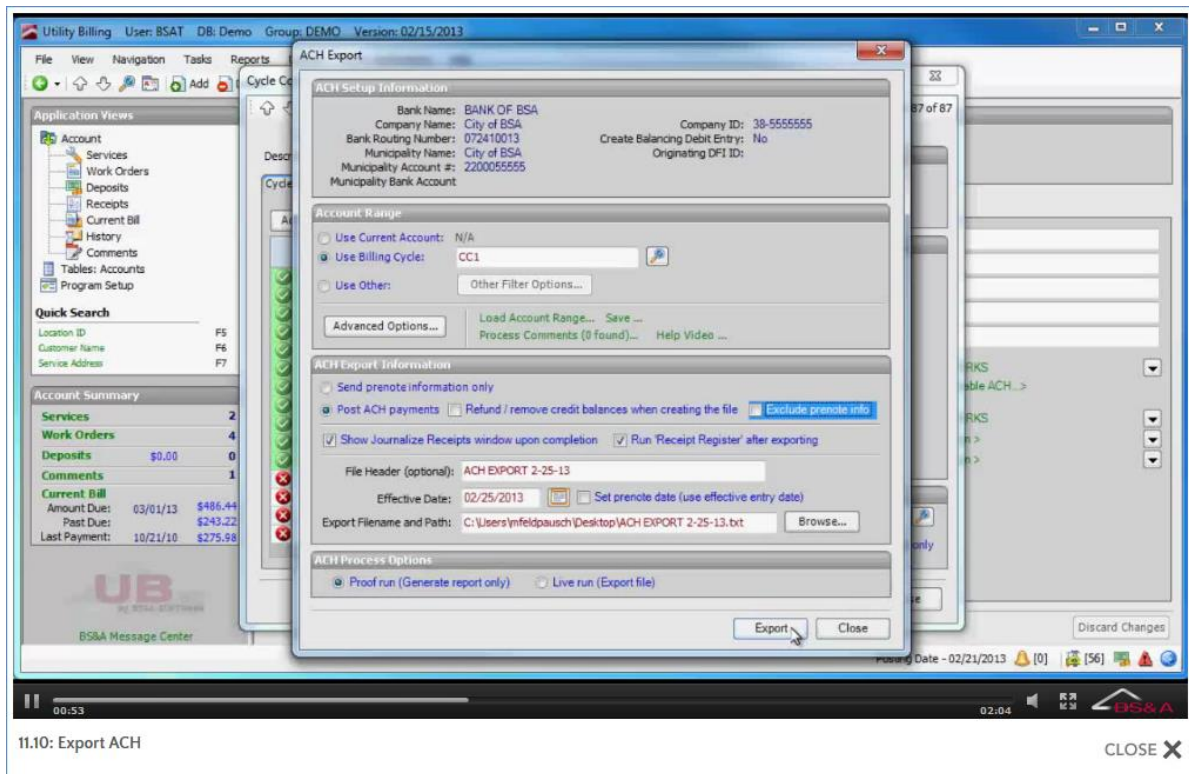 Utility Billing User: BSAT DB: Demo Group: DEMO Version: 02/15/2013
File View Navigation Tasks Reports
Add
Application Views
Account
Services
Work Orders
Deposits
Receipts
Current Bill
History
Comments
Tables: Accounts
Program Setup
Quick Search
Location ID F5
Customer Name F6
Service Address F7
Account Summary
Services 2
Work Orders 4
Deposits $0.00 0
Comments 1
Current Bill
Amount Due: 03/01/13 $486.44
Past Due: $243.22
Last Payment: 10/21/10 $275.98
UB
BS&A Message Center
Cycle Co
87 of 87
Descr
Cycle
ACH Export
ACH Setup Information
Bank Name: BANK OF BSA
Company Name: City of BSA Company ID: 38-5555555
Bank Routing Number: 072410013 Create Balancing Debit Entry: No
Municipality Name: City of BSA Originating DFI ID:
Municipality Account #: 2200055555
Municipality Bank Account
Account Range
Use Current Account: N/A
Use Billing Cycle: CC1
Use Other: Other Filter Options...
Advanced Options... Load Account Range... Save ...
Process Comments (0 found)... Help Video ...
ACH Export Information
Send prenote information only
Post ACH payments Refund / remove credit balances when creating the file Exclude prenote info
Show Journalize Receipts window upon completion Run 'Receipt Register' after exporting
File Header (optional): ACH EXPORT 2-25-13
Effective Date: 02/25/2013 Set prenote date (use effective entry date)
Export Filename and Path: C:\Users\mfeldpausch\Desktop\ACH EXPORT 2-25-13.txt Browse...
ACH Process Options
Proof run (Generate report only) Live run (Export file)
Export Close
RKS
able ACH...>
RKS
n >
n >
only
se
Discard Changes
Posting Date - 02/21/2013 [0] [56]
00:53 02:04
BS&A
11.10: Export ACH
CLOSE